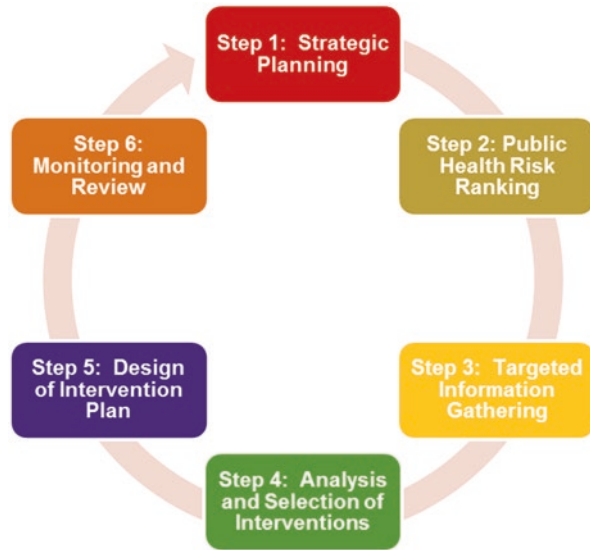 Step 1: Strategic
Planning
Step 2: Public
Health Risk
Ranking
Step 3: Targeted
Information
Gathering
Step 4: Analysis
and Selection of
Interventions
Step 5: Design
of Intervention
Plan
Step 6:
Monitoring and
Review